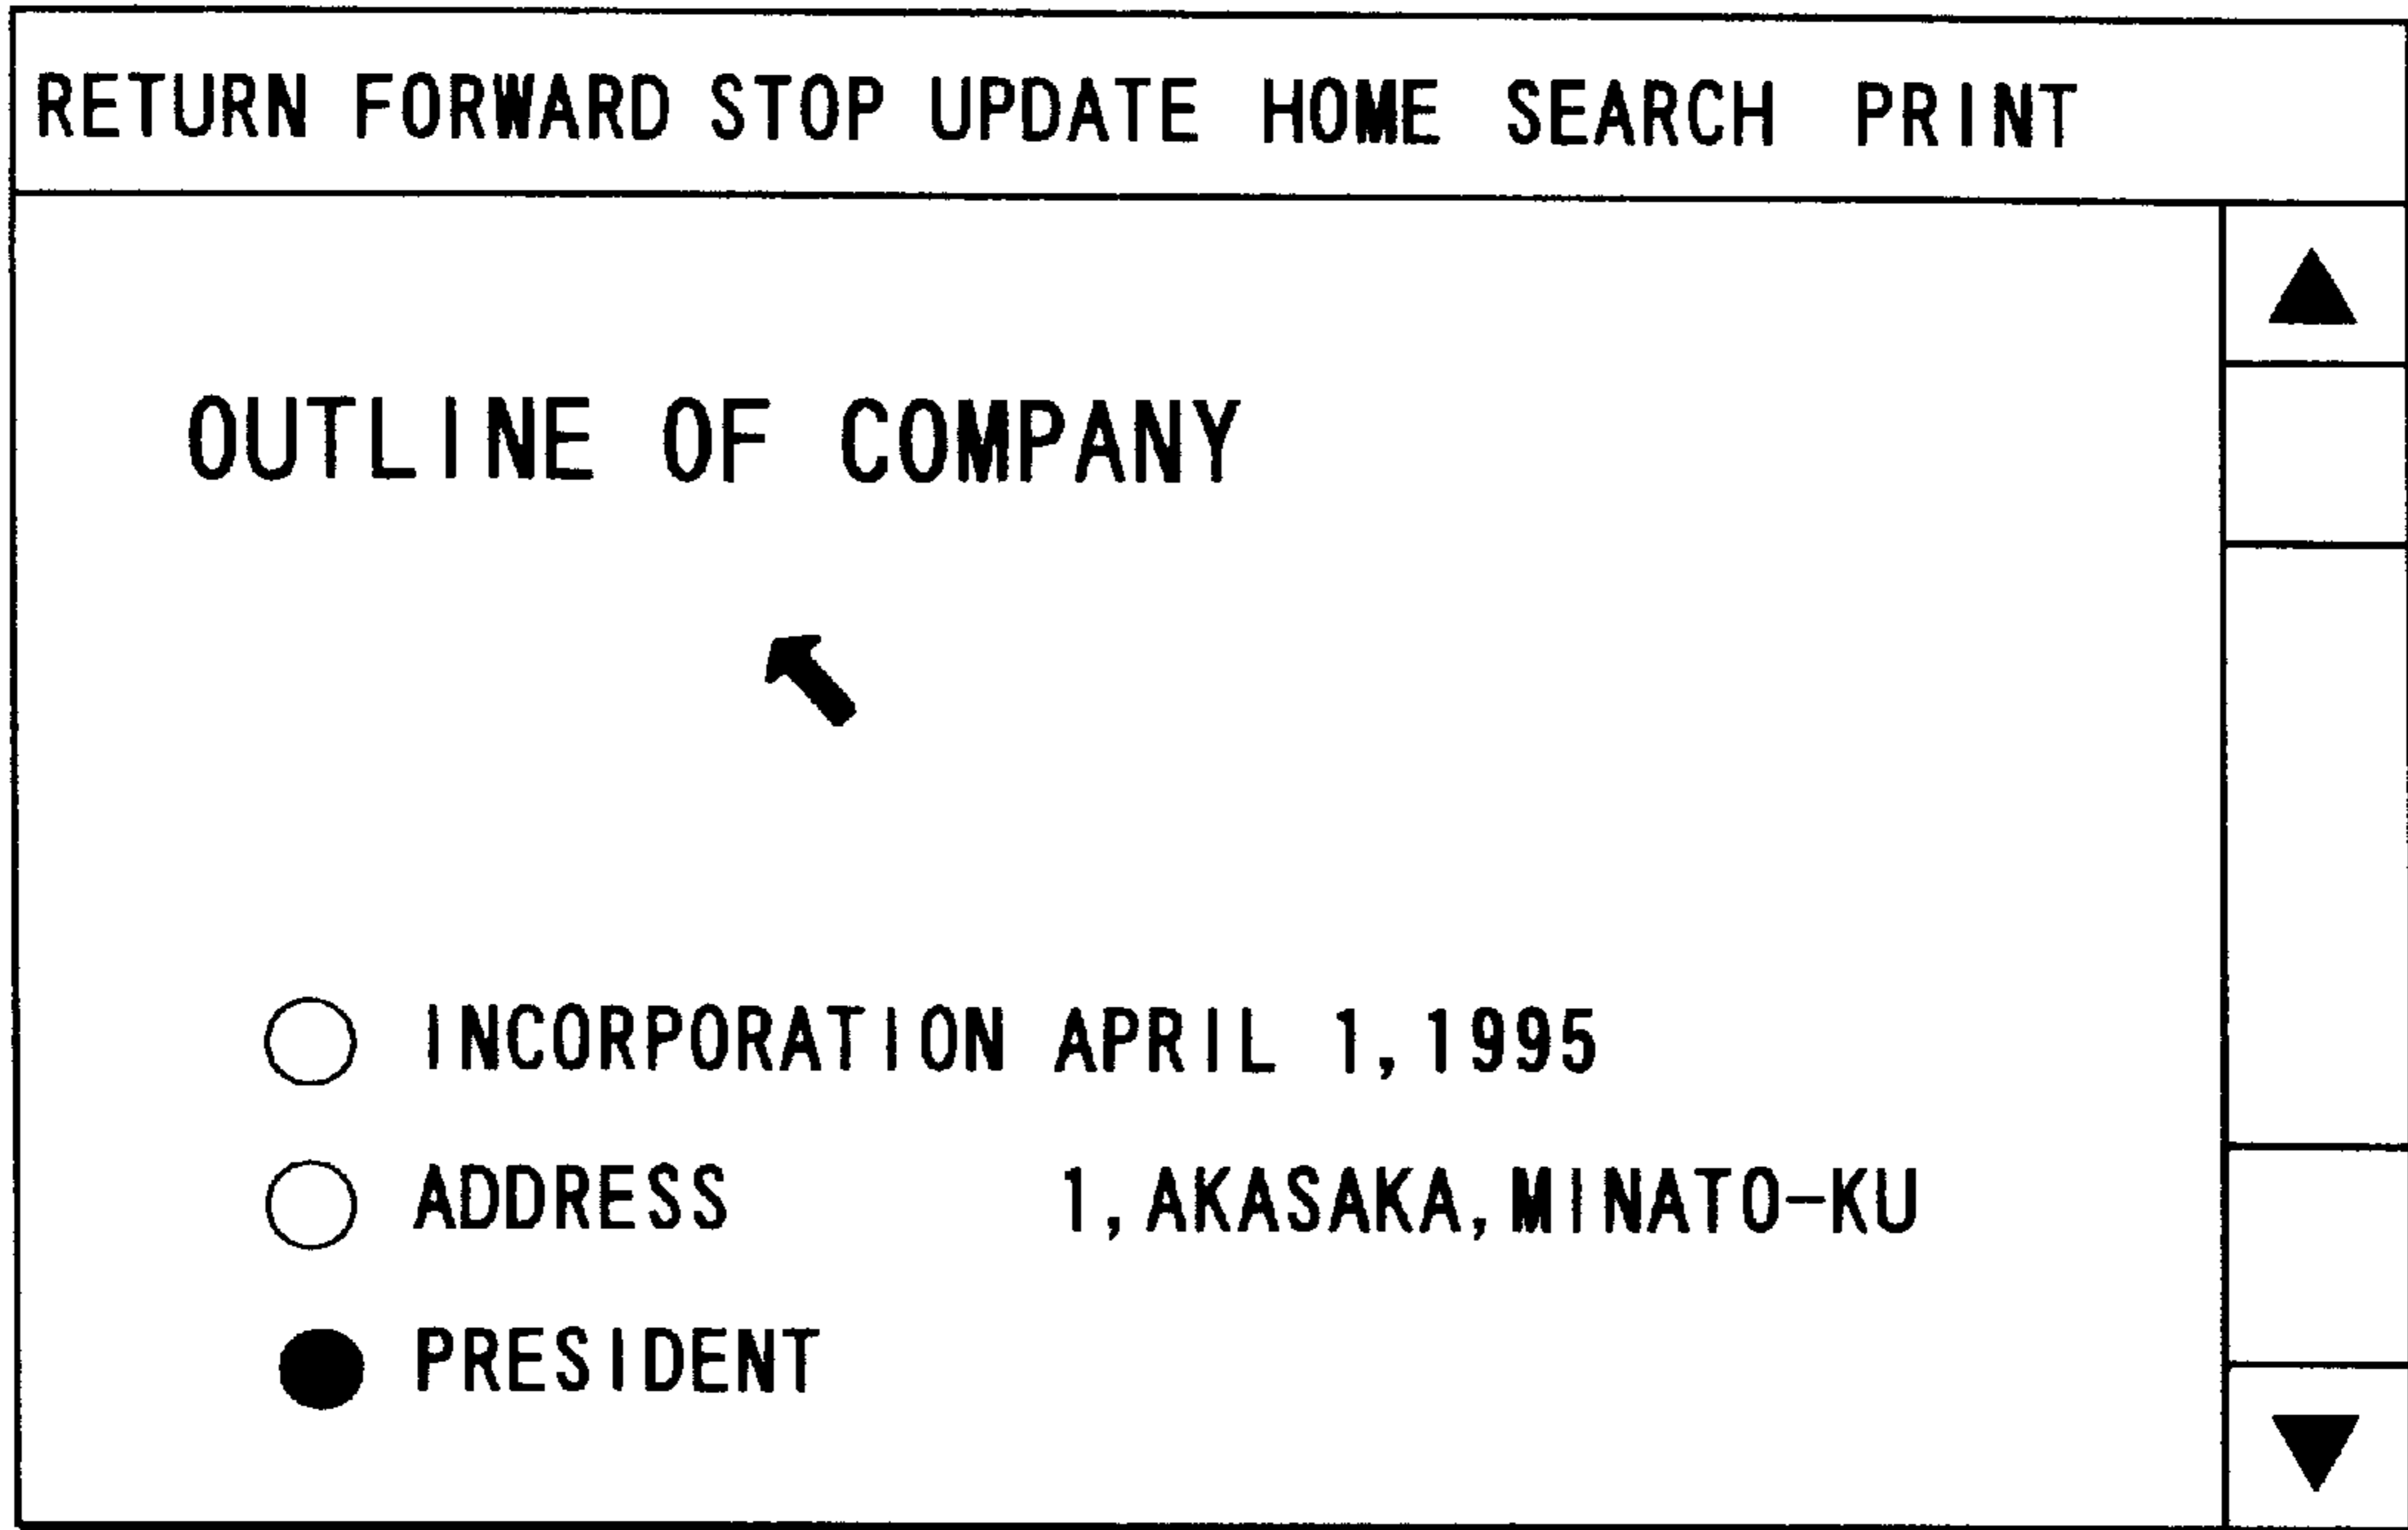 RETURN FORWARD STOP UPDATE HOME SEARCH PRINT
OUTLINE OF COMPANY
INCORPORATION APRIL 1,1995
ADDRESS 1,AKASAKA,MINATO-KU
PRESIDENT